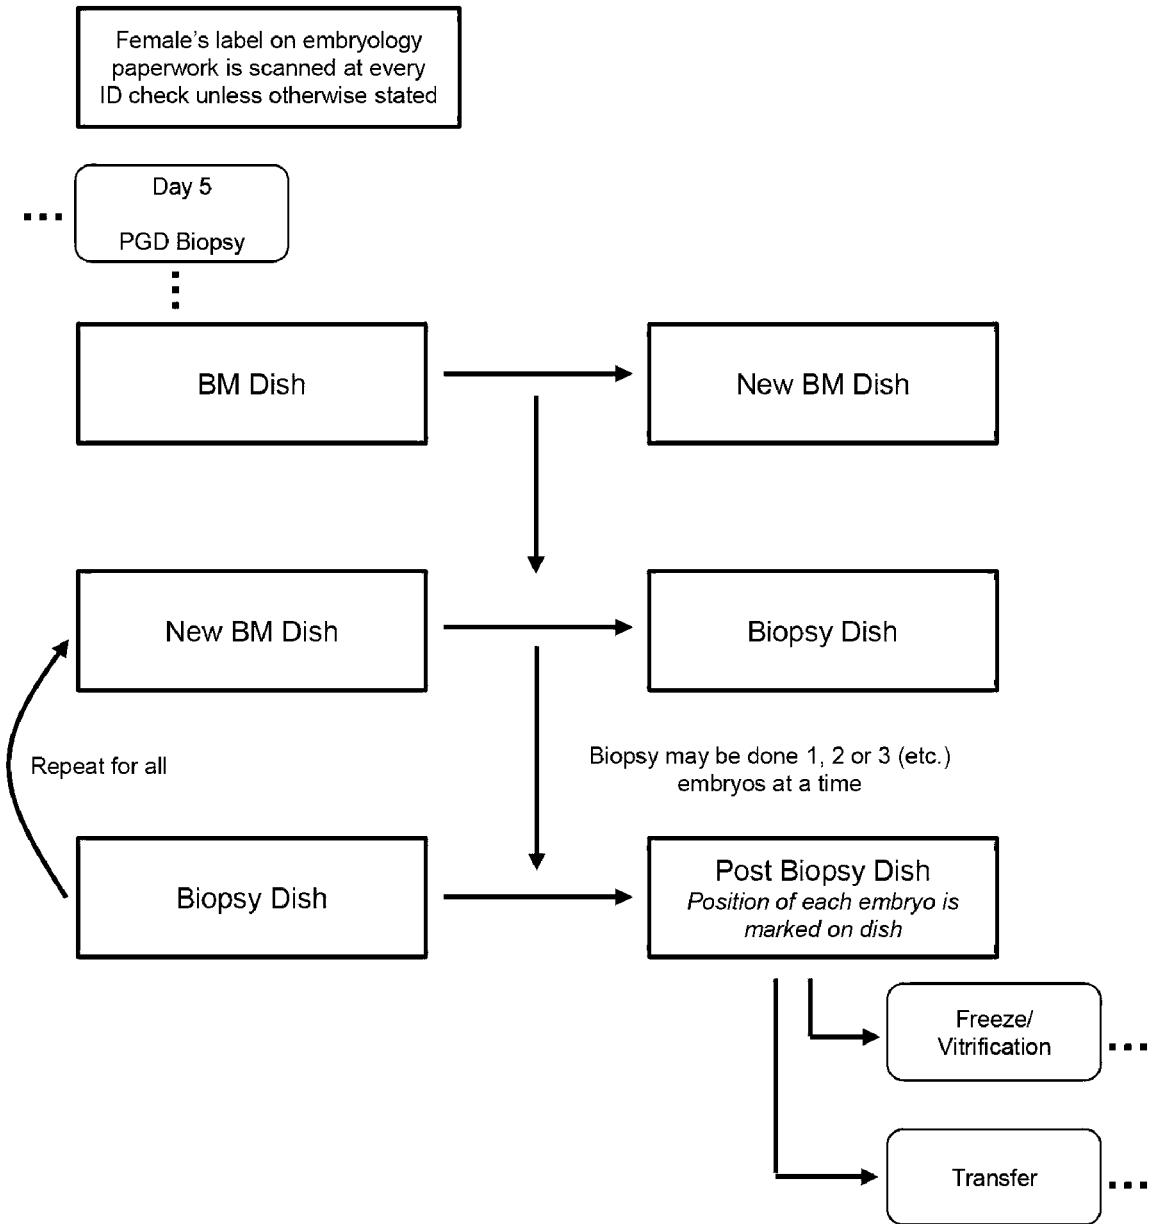 Female's label on embryology
paperwork is scanned at every
ID check unless otherwise stated
Day 5
PGD Biopsy
BM Dish
New BM Dish
New BM Dish
Biopsy Dish
Repeat for all
Biopsy may be done 1, 2 or 3 (etc.)
embryos at a time
Biopsy Dish
Post Biopsy Dish
Position of each embryo is
marked on dish
Freeze/
Vitrification
Transfer